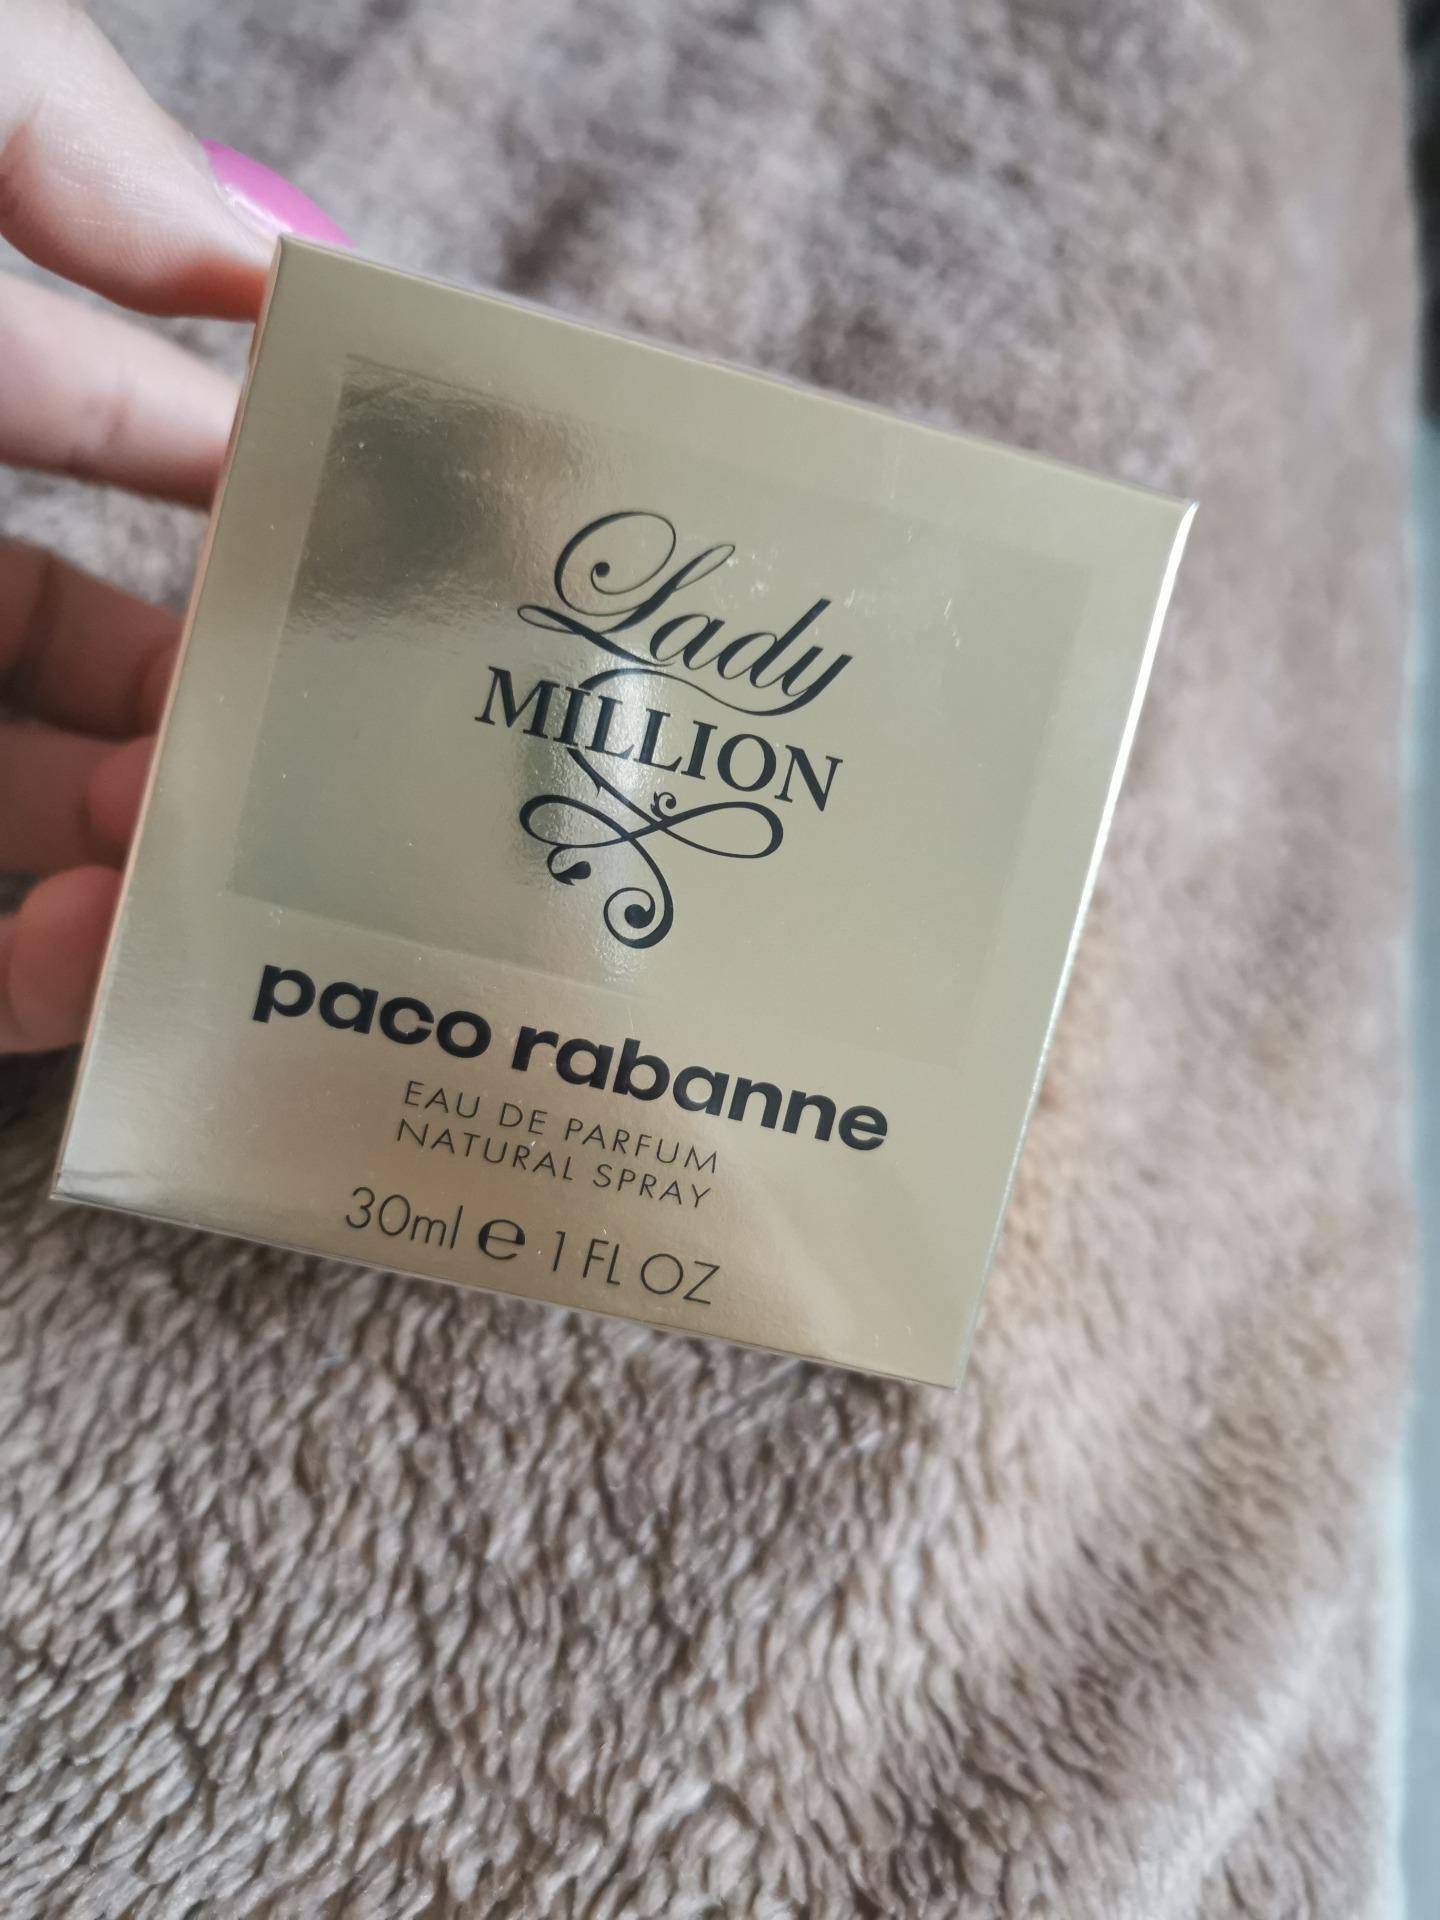 Lady
MILLION
paco rabanne
EAU DE PARFUM
NATURAL SPRAY
30ml ℮ 1 FL OZ